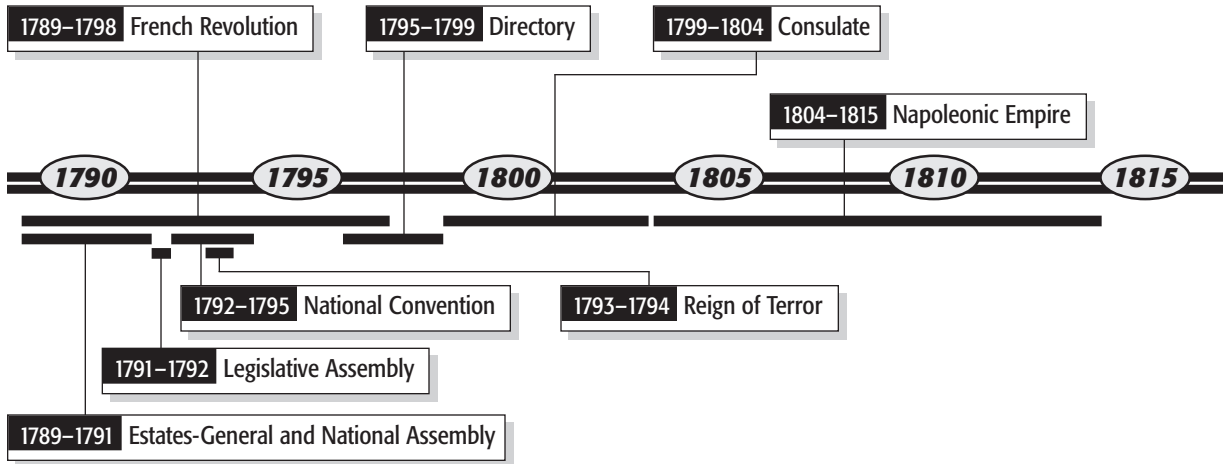 1789–1798 French Revolution
1795–1799 Directory
1799–1804 Consulate
1804–1815 Napoleonic Empire
1790
1795
1800
1805
1810
1815
1792–1795 National Convention
1793–1794 Reign of Terror
1791–1792 Legislative Assembly
1789–1791 Estates-General and National Assembly